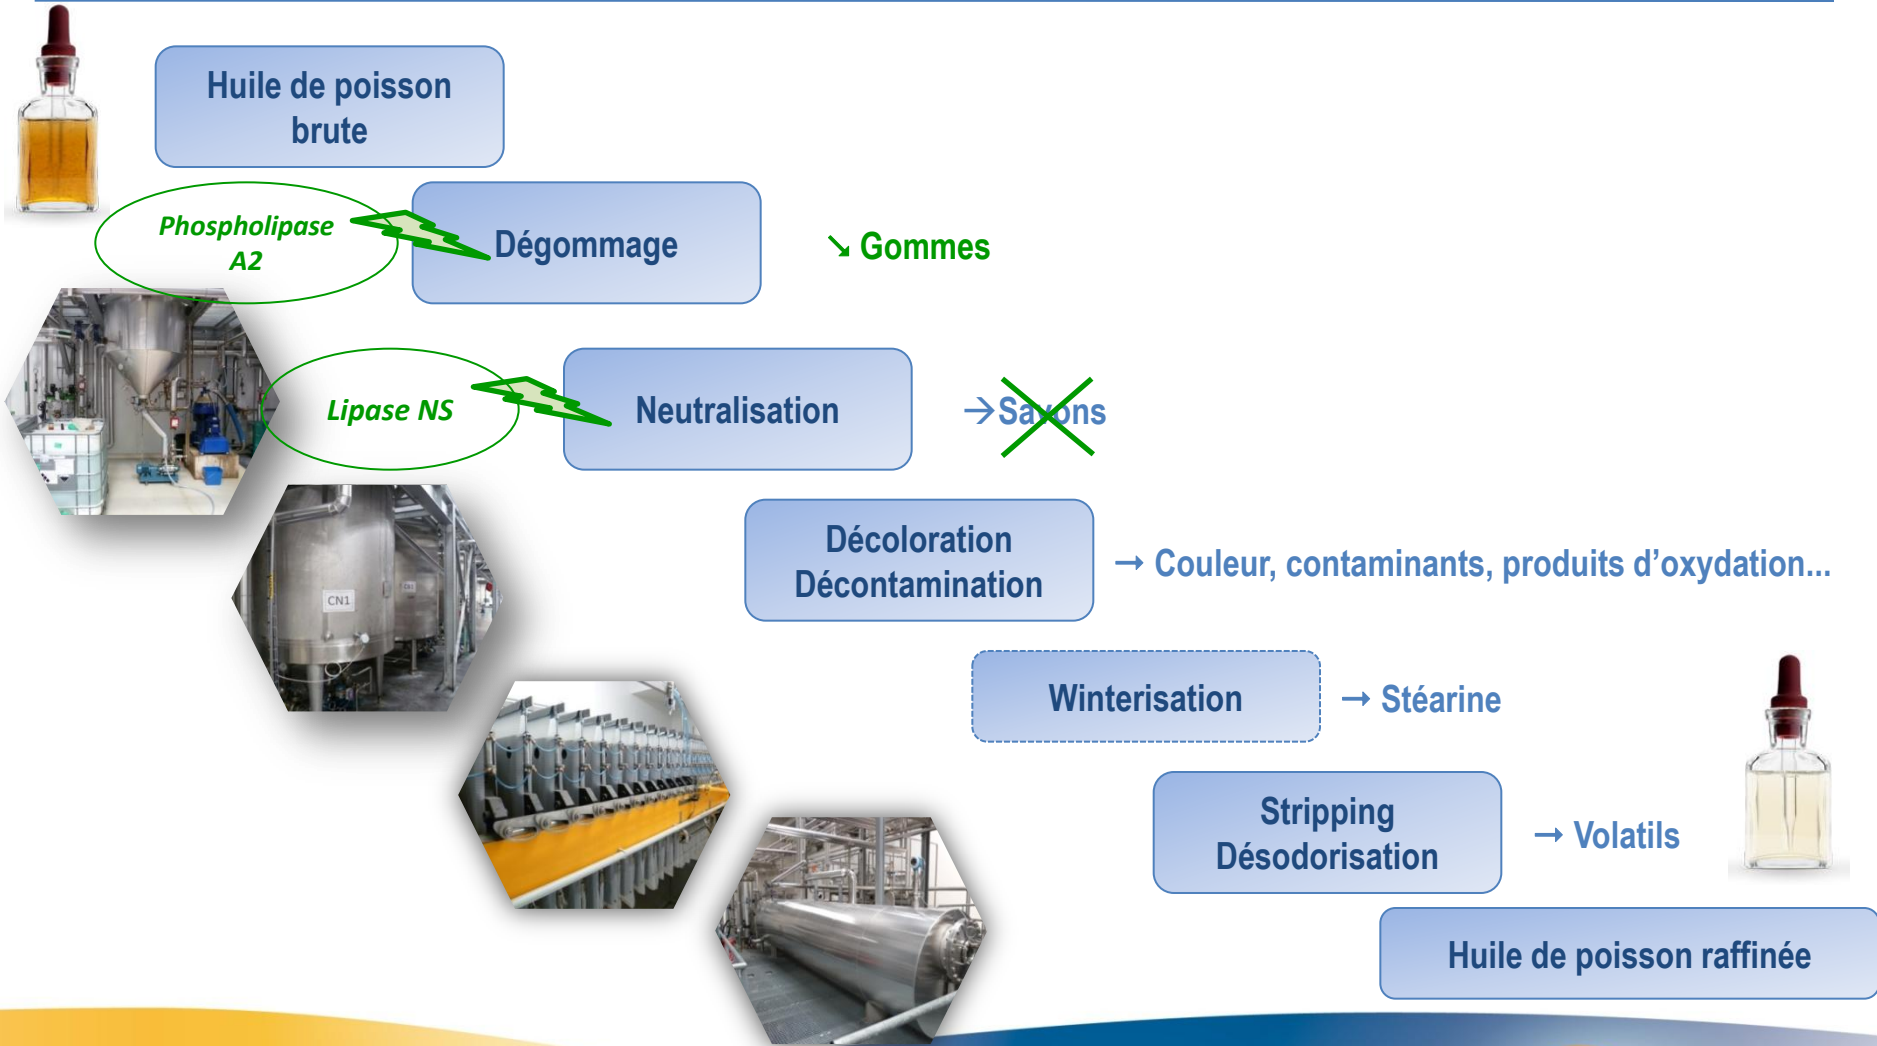 Huile de poisson
brute
Phospholipase
A2
Dégommage
↘ Gommes
Lipase NS
Neutralisation
→Savons
CN1
Décoloration
Décontamination
→ Couleur, contaminants, produits d’oxydation...
Winterisation
→ Stéarine
Stripping
Désodorisation
→ Volatils
Huile de poisson raffinée